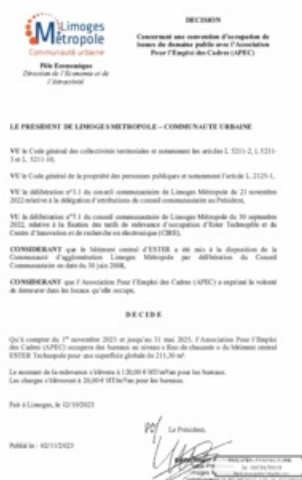 Limoges
Métropole
Communauté urbaine
Pôle Economique
Direction de l'Economie et de
l'Attractivité
DECISION
Concernant une convention d'occupation de
locaux du domaine public avec l'Association
Pour l'Emploi des Cadres (APEC)
LE PRESIDENT DE LIMOGES METROPOLE – COMMUNAUTE URBAINE
VU le Code général des collectivités territoriales et notamment les articles L. 5211-2, L 5211-
9 et L. 5211-10,
VU le Code général de la propriété des personnes publiques et notamment l'article L. 2125-1,
VU la délibération n°3.1 du conseil communautaire de Limoges Métropole du 21 novembre
2022 relative à la délégation d'attributions du conseil communautaire au Président,
VU la délibération du conseil communautaire de Limoges Métropole du 30 septembre
2022, relative à la fixation des tarifs de redevance d'occupation d'Ester Technopole et du
Centre d'Innovation et de recherche en électronique (CIRE),
CONSIDERANT que le bâtiment central d'ESTER a été mis à la disposition de la
Communauté d'agglomération Limoges Métropole par délibération du Conseil
Communautaire en date du 30 juin 2008,
CONSIDERANT que l'Association Pour l'Emploi des Cadres (APEC) a exprimé la volonté
de demeurer dans les locaux qu'elle occupe,
DECIDE
Qu'à compter du 1er novembre 2023 et jusqu'au 31 mai 2025, l'Association Pour l'Emploi
des Cadres (APEC) occupera des bureaux au niveau « Rez-de-chaussée » du bâtiment central
ESTER Technopole pour une superficie globale de 211,30 m².
Le montant de la redevance s'élèvera à 120,00 € HT/m²/an pour les bureaux.
Les charges s'élèveront à 20,00 € HT/m²/an pour les bureaux.
Fait à Limoges, le 02/10/2023
Le Président,
Publié le : 02/11/2023